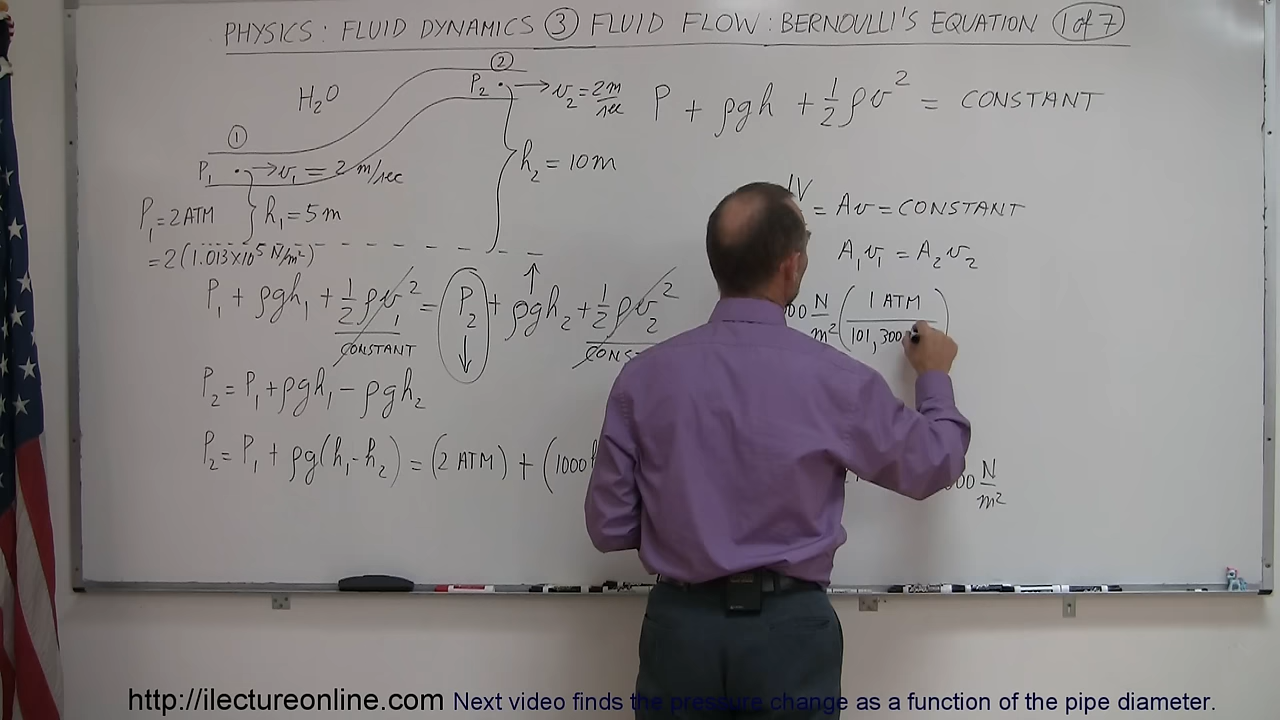 PHYSICS: FLUID DYNAMICS ③ FLUID FLOW: BERNOULLI'S EQUATION 1 of 7
②
H₂O
P₂ · → v₂ = 2 m/sec
P + ρgh + ½ρv² = CONSTANT
①
P₁ · → v₁ = 2 m/sec
h₂ = 10m
P₁ = 2 ATM
h₁ = 5m
= 2(1.013×10⁵ N/m²)
= Av = CONSTANT
A₁v₁ = A₂v₂
P₁ + ρgh₁ + ½ρv₁² = P₂ + ρgh₂ + ½ρv₂²
CONSTANT
N/m² (1 ATM / 101,300
P₂ = P₁ + ρgh₁ − ρgh₂
P₂ = P₁ + ρg(h₁ - h₂) = (2 ATM) + (1000
N/m²
http://ilectureonline.com Next video finds the pressure change as a function of the pipe diameter.